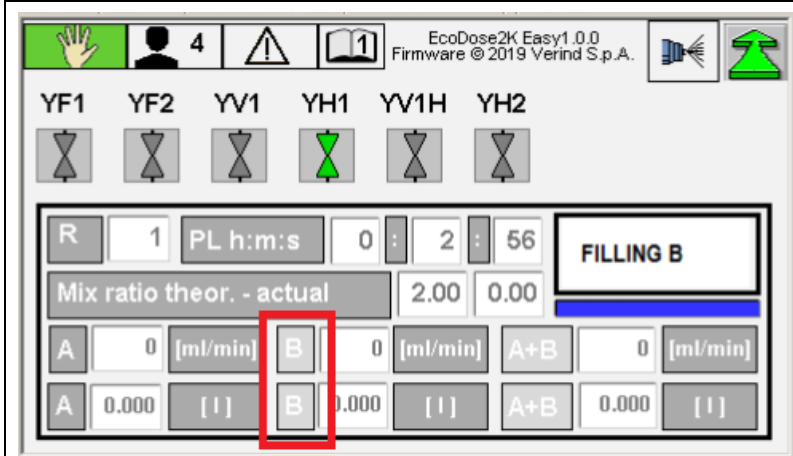 4
1
EcoDose2K Easy1.0.0
Firmware © 2019 Verind S.p.A.
YF1 YF2 YV1 YH1 YV1H YH2
R 1 PL h:m:s 0 : 2 : 56
FILLING B
Mix ratio theor. - actual 2.00 0.00
A 0 [ml/min] B 0 [ml/min] A+B 0 [ml/min]
A 0.000 [l] B 0.000 [l] A+B 0.000 [l]